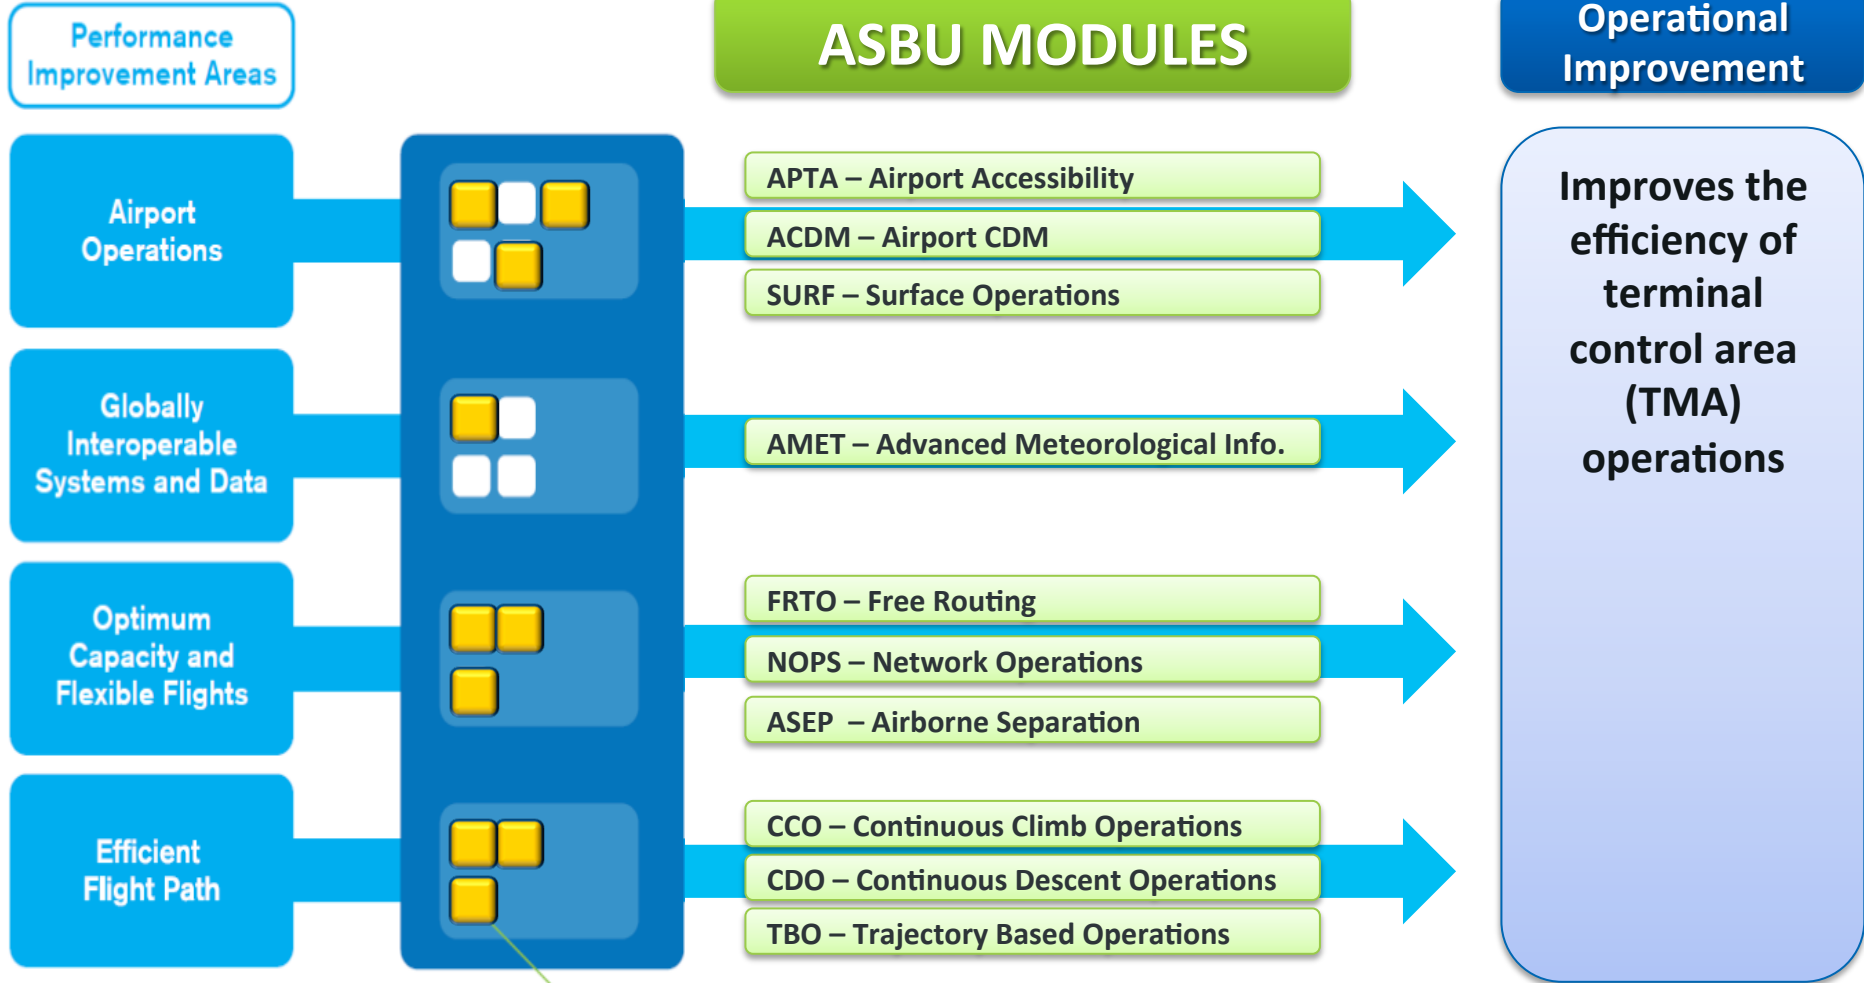 Performance
Improvement Areas
ASBU MODULES
Operational
Improvement
Airport
Operations
APTA – Airport Accessibility
ACDM – Airport CDM
SURF – Surface Operations
Globally
Interoperable
Systems and Data
AMET – Advanced Meteorological Info.
Optimum
Capacity and
Flexible Flights
FRTO – Free Routing
NOPS – Network Operations
ASEP – Airborne Separation
Efficient
Flight Path
CCO – Continuous Climb Operations
CDO – Continuous Descent Operations
TBO – Trajectory Based Operations
Improves the
efficiency of
terminal
control area
(TMA)
operations